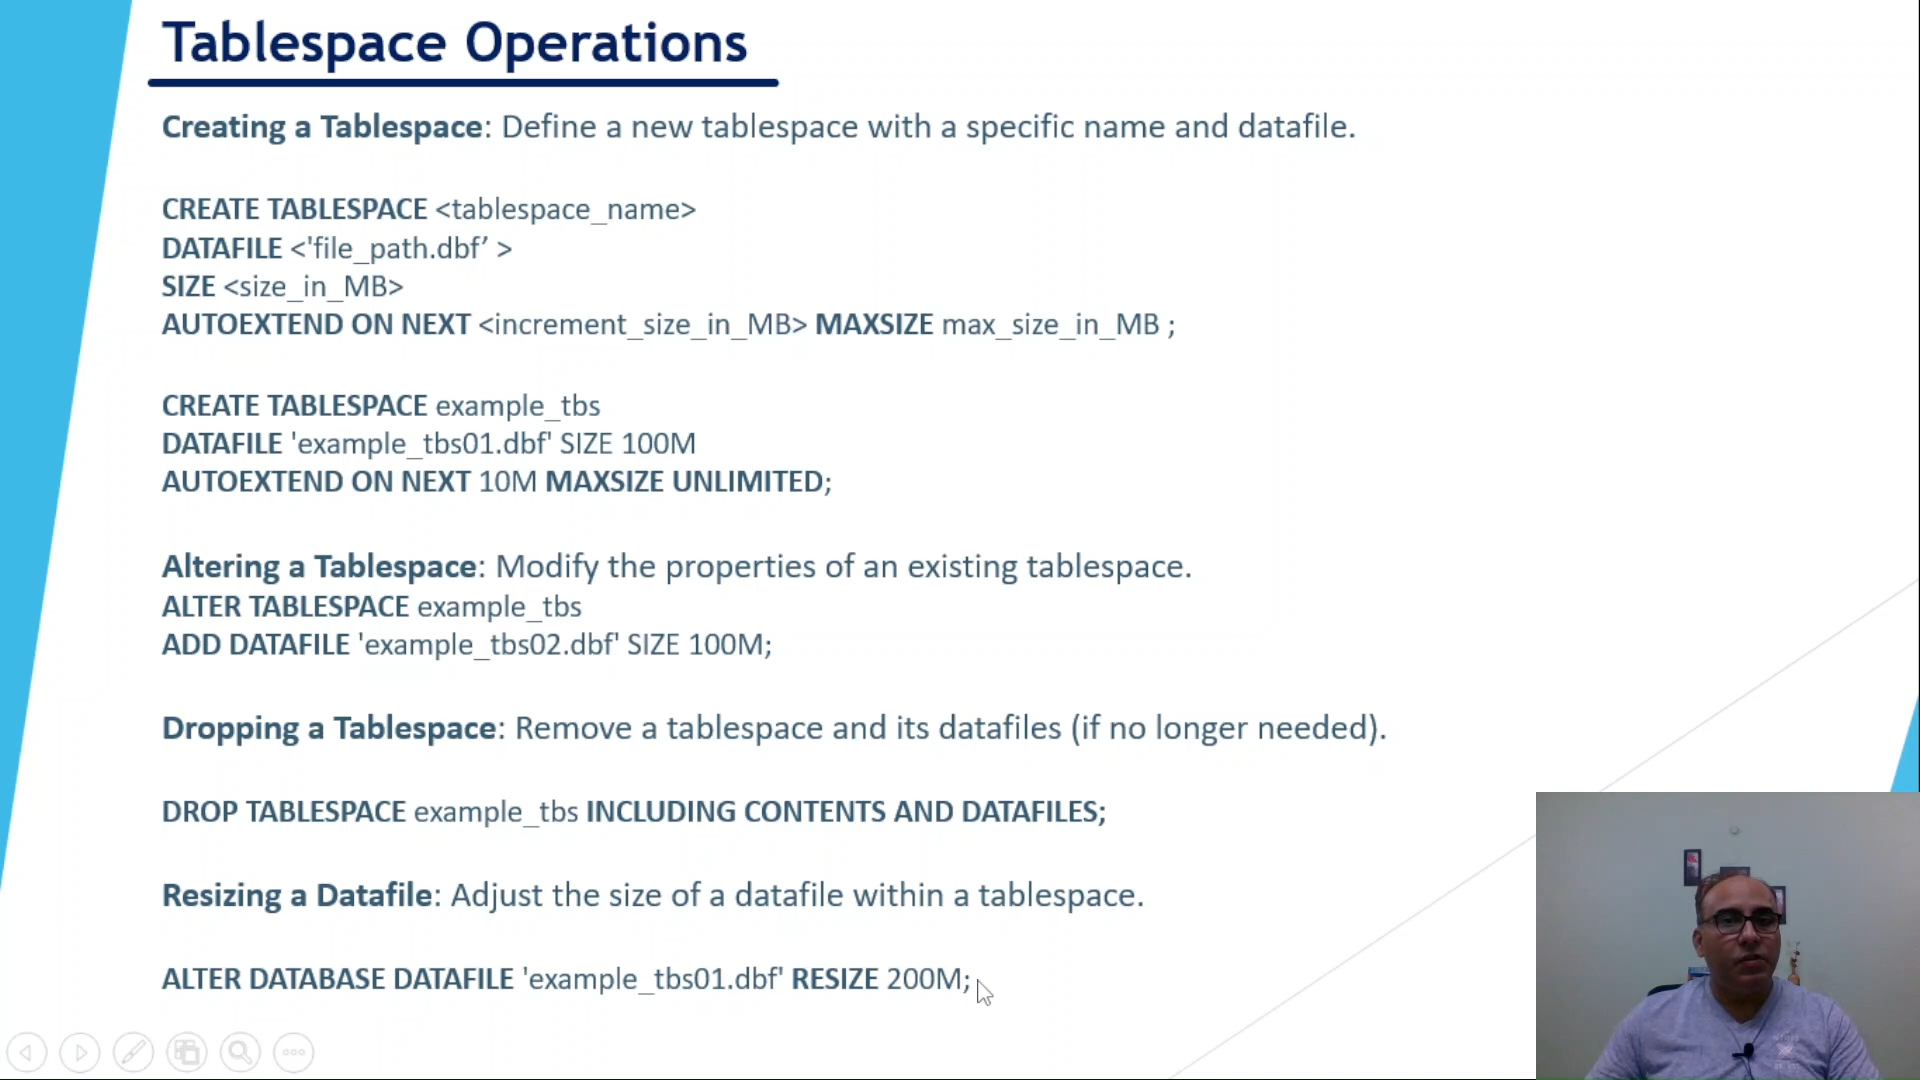 Tablespace Operations
Creating a Tablespace: Define a new tablespace with a specific name and datafile.
CREATE TABLESPACE <tablespace_name>
DATAFILE <'file_path.dbf’ >
SIZE <size_in_MB>
AUTOEXTEND ON NEXT <increment_size_in_MB> MAXSIZE max_size_in_MB ;
CREATE TABLESPACE example_tbs
DATAFILE 'example_tbs01.dbf' SIZE 100M
AUTOEXTEND ON NEXT 10M MAXSIZE UNLIMITED;
Altering a Tablespace: Modify the properties of an existing tablespace.
ALTER TABLESPACE example_tbs
ADD DATAFILE 'example_tbs02.dbf' SIZE 100M;
Dropping a Tablespace: Remove a tablespace and its datafiles (if no longer needed).
DROP TABLESPACE example_tbs INCLUDING CONTENTS AND DATAFILES;
Resizing a Datafile: Adjust the size of a datafile within a tablespace.
ALTER DATABASE DATAFILE 'example_tbs01.dbf' RESIZE 200M;